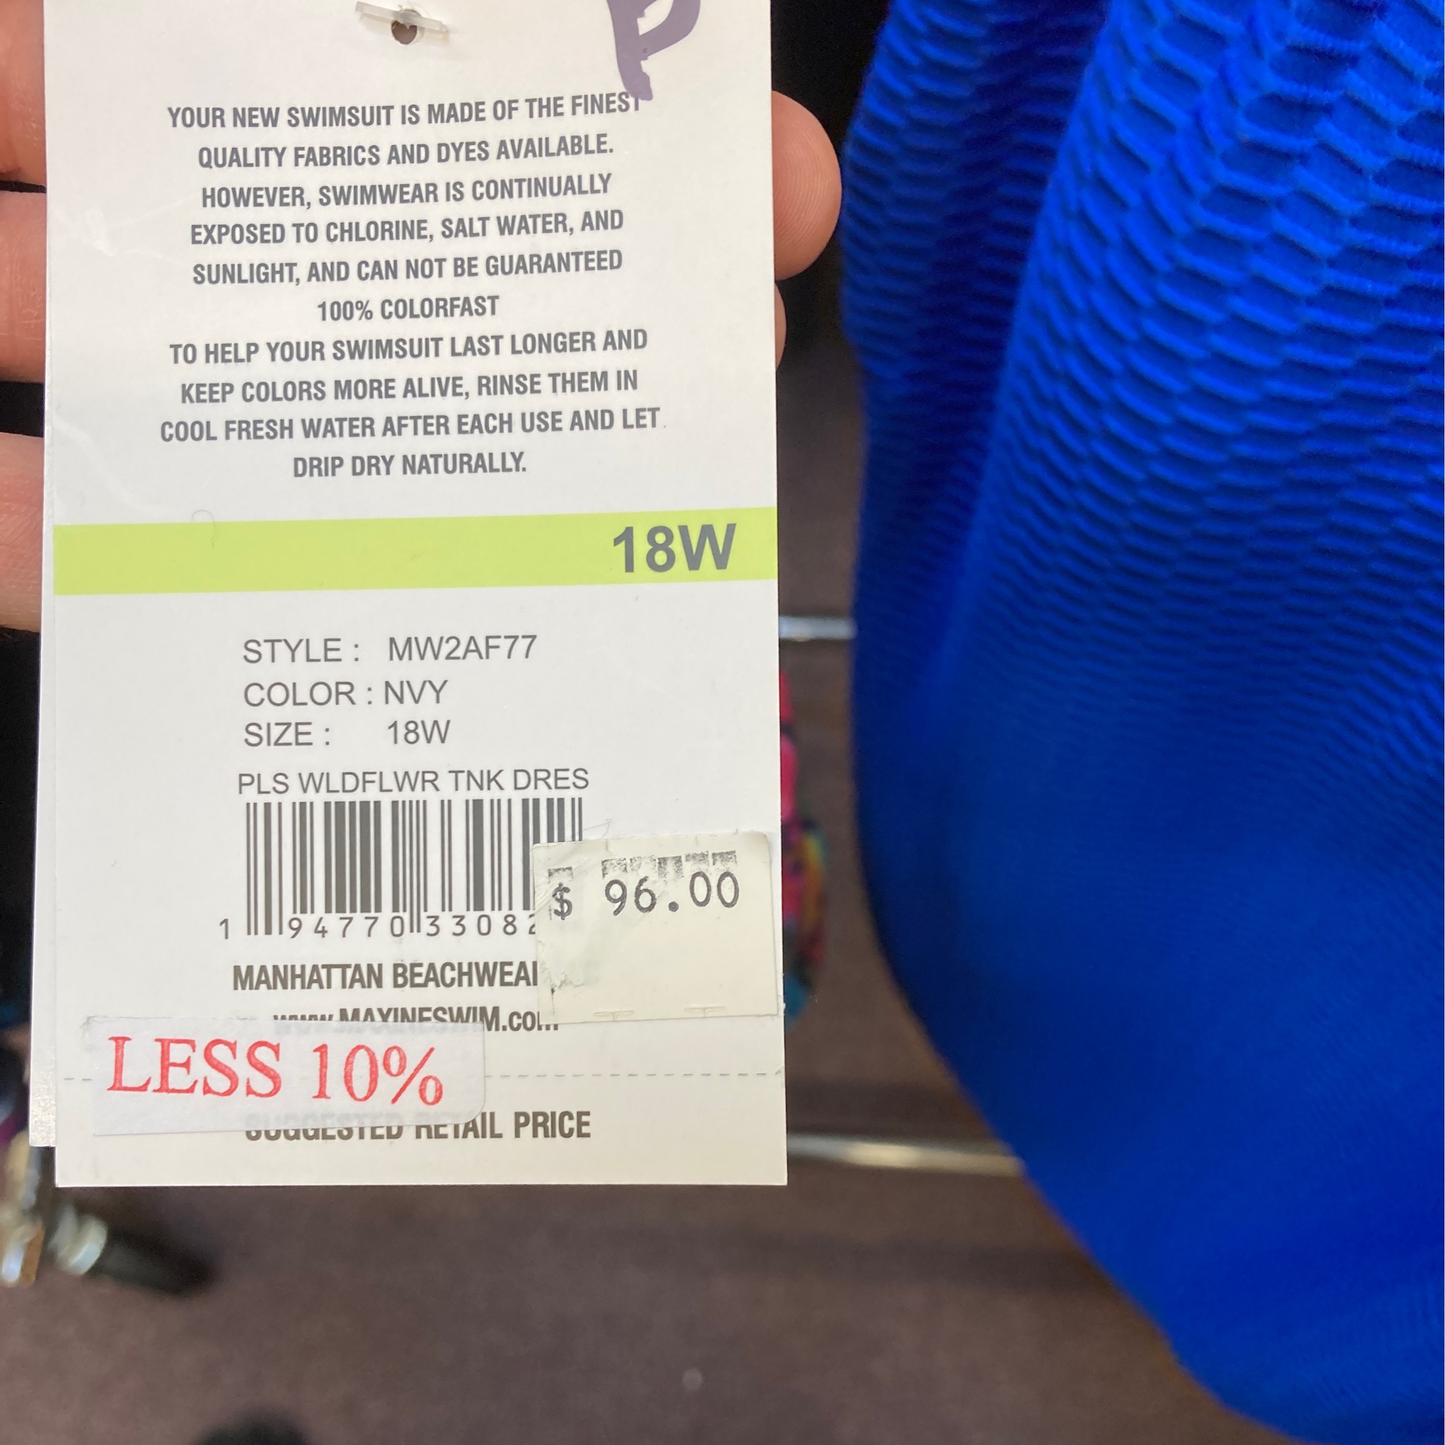 P
YOUR NEW SWIMSUIT IS MADE OF THE FINEST
QUALITY FABRICS AND DYES AVAILABLE.
HOWEVER, SWIMWEAR IS CONTINUALLY
EXPOSED TO CHLORINE, SALT WATER, AND
SUNLIGHT, AND CAN NOT BE GUARANTEED
100% COLORFAST
TO HELP YOUR SWIMSUIT LAST LONGER AND
KEEP COLORS MORE ALIVE, RINSE THEM IN
COOL FRESH WATER AFTER EACH USE AND LET
DRIP DRY NATURALLY.
18W
STYLE : MW2AF77
COLOR : NVY
SIZE : 18W
PLS WLDFLWR TNK DRES
1 94770 3308
$ 96.00
MANHATTAN BEACHWEAR
www.MAXINESWIM.com
LESS 10%
SUGGESTED RETAIL PRICE